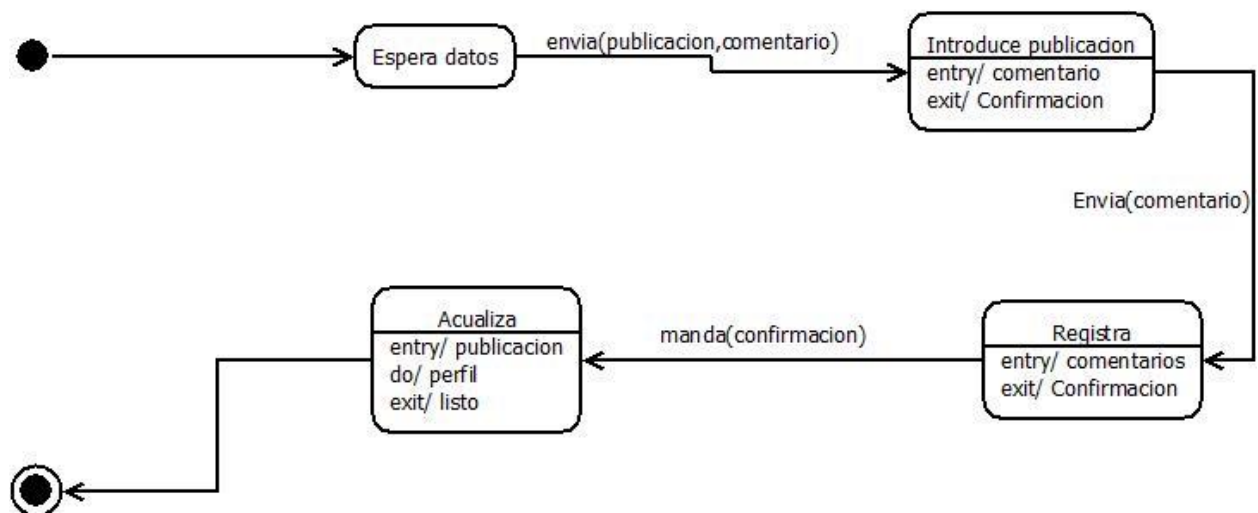 Espera datos
envia(publicacion,comentario)
Introduce publicacion
entry/ comentario
exit/ Confirmacion
Envia(comentario)
Registra
entry/ comentarios
exit/ Confirmacion
manda(confirmacion)
Acualiza
entry/ publicacion
do/ perfil
exit/ listo